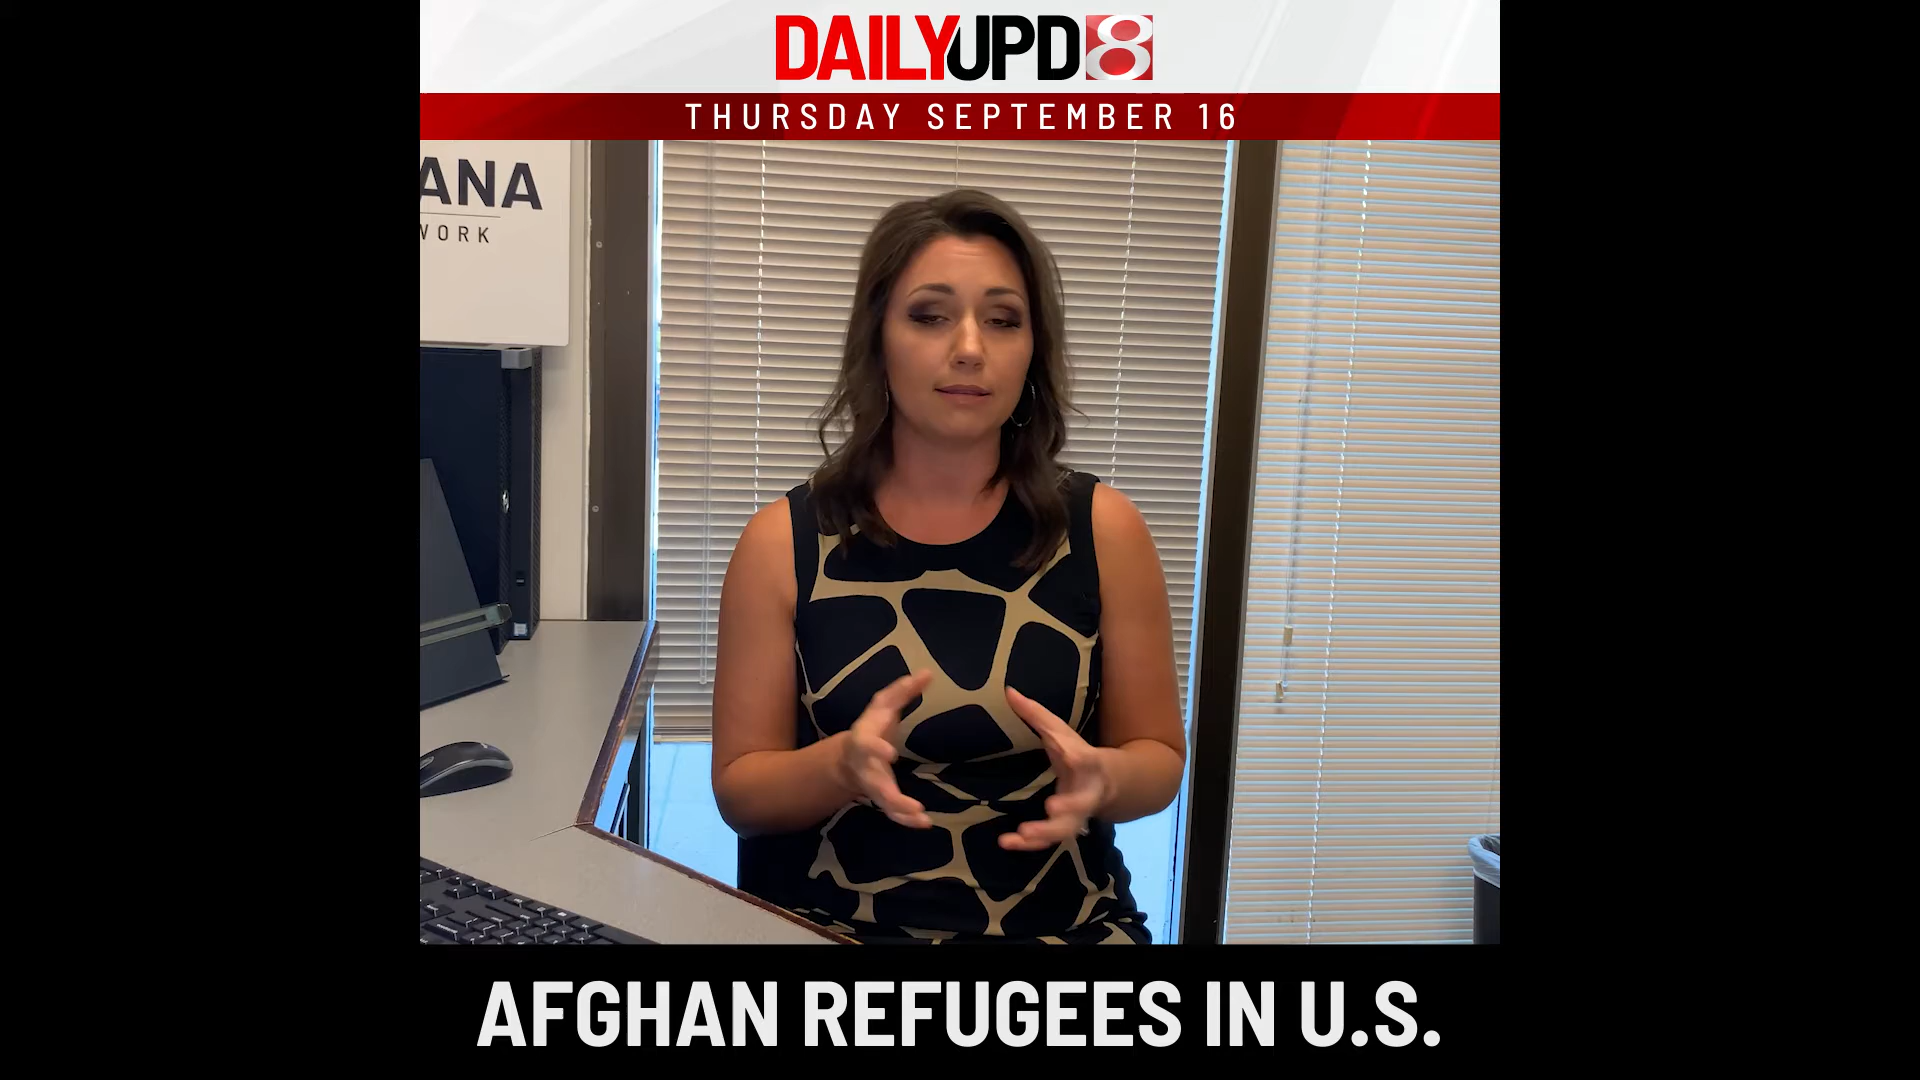 DAILYUPD8
THURSDAY SEPTEMBER 16
ANA
WORK
AFGHAN REFUGEES IN U.S.